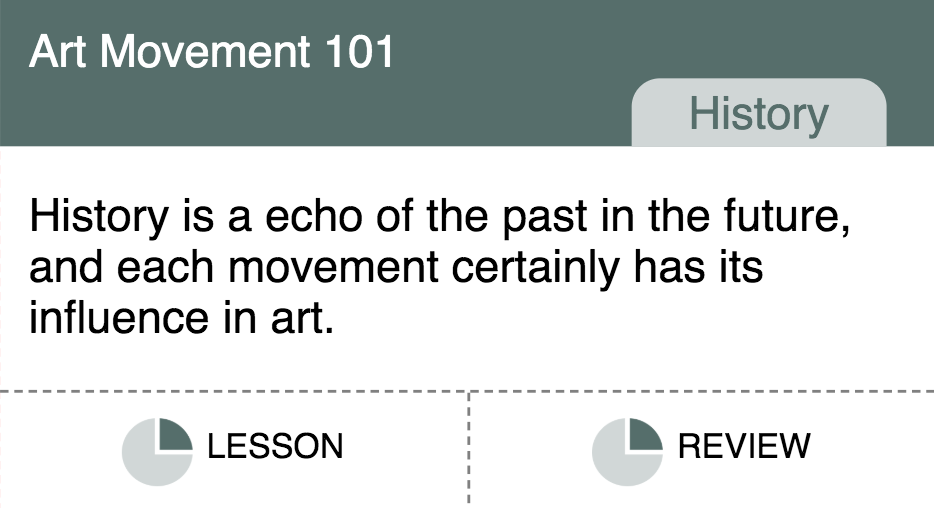 Art Movement 101
History
History is a echo of the past in the future,
and each movement certainly has its
influence in art.
LESSON
REVIEW